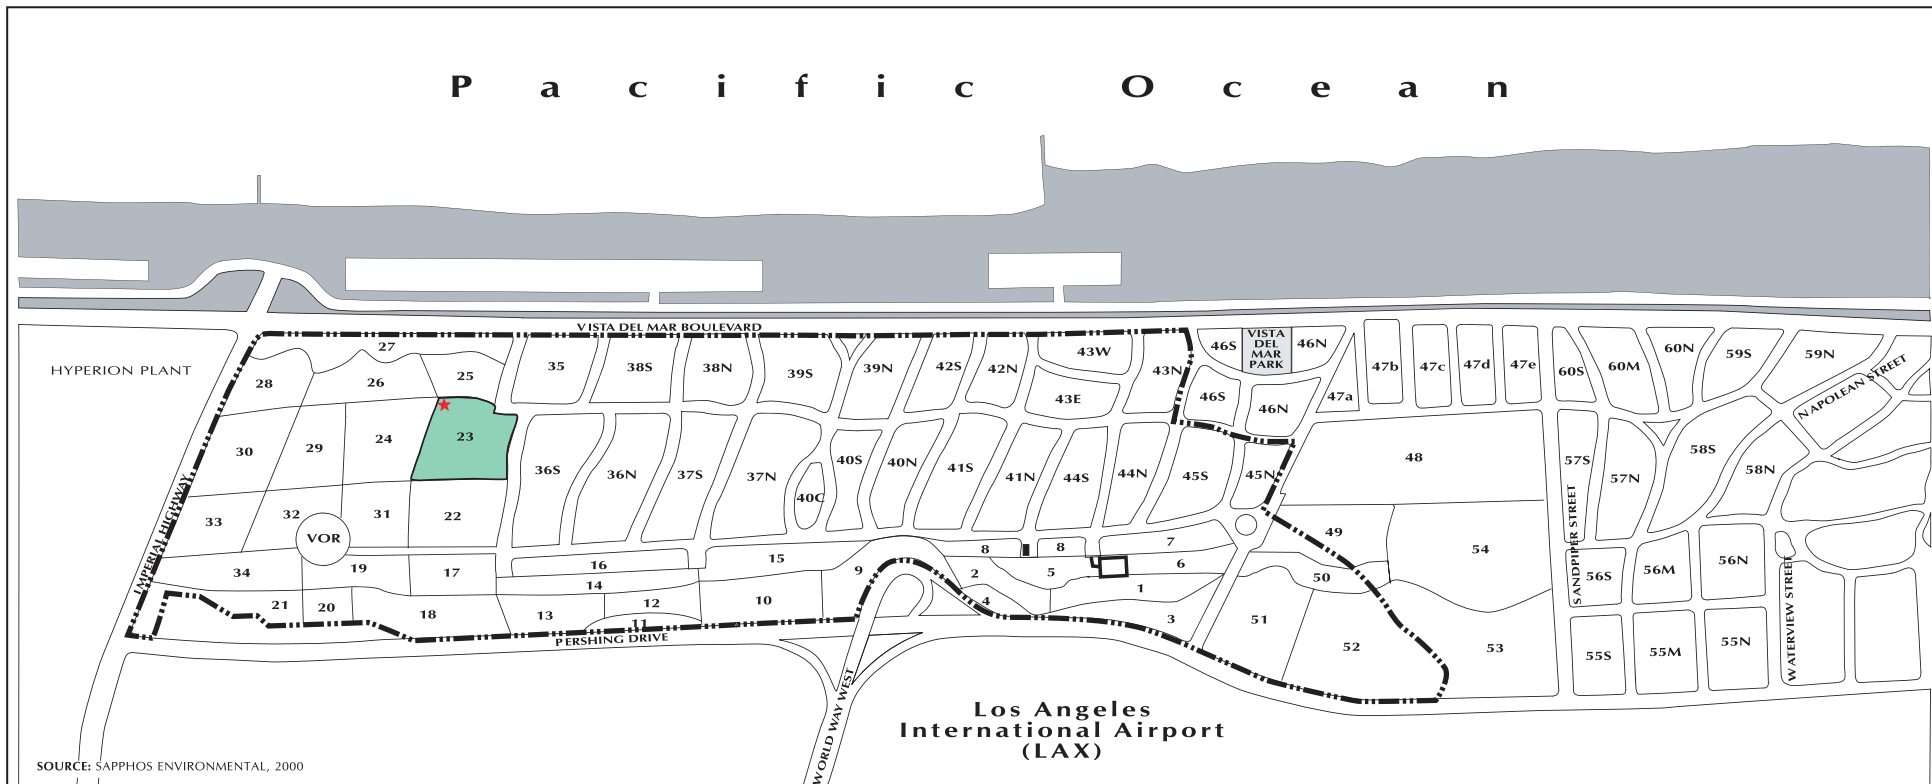 Pacific Ocean
VISTA DEL MAR BOULEVARD
HYPERION PLANT
27
28
26
25
35
38S
38N
39S
39N
42S
42N
43W
43E
43N
46S
VISTA
DEL
MAR
PARK
46N
46S
46N
47a
47b
47c
47d
47e
60S
60M
60N
59S
59N
NAPOLEAN STREET
30
29
24
23
36S
36N
37S
37N
40C
40S
40N
41S
41N
44S
44N
45S
45N
48
57S
57N
58S
58N
IMPERIAL HIGHWAY
33
32
31
22
VOR
SANDPIPER STREET
49
54
34
19
17
16
15
14
9
8
8
7
2
5
6
50
56S
56M
56N
WATERVIEW STREET
21
20
18
13
12
11
10
4
1
3
51
52
53
55S
55M
55N
PERSHING DRIVE
WORLD WAY WEST
Los Angeles
International Airport
(LAX)
SOURCE: SAPPHOS ENVIRONMENTAL, 2000